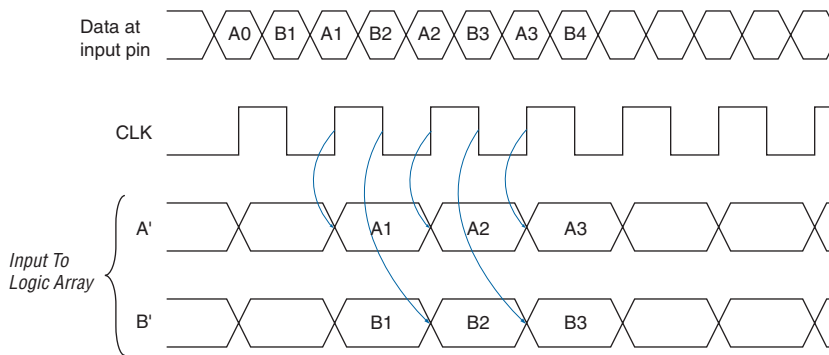 Data at
input pin
A0 B1 A1 B2 A2 B3 A3 B4
CLK
Input To
Logic Array
A' A1 A2 A3
B' B1 B2 B3